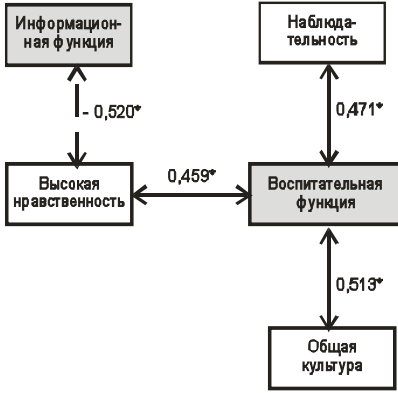 Информацион-
ная функция
Наблюда-
тельность
- 0,520*
0,471*
Высокая
нравственность
0,459*
Воспитательная
функция
0,513*
Общая
культура